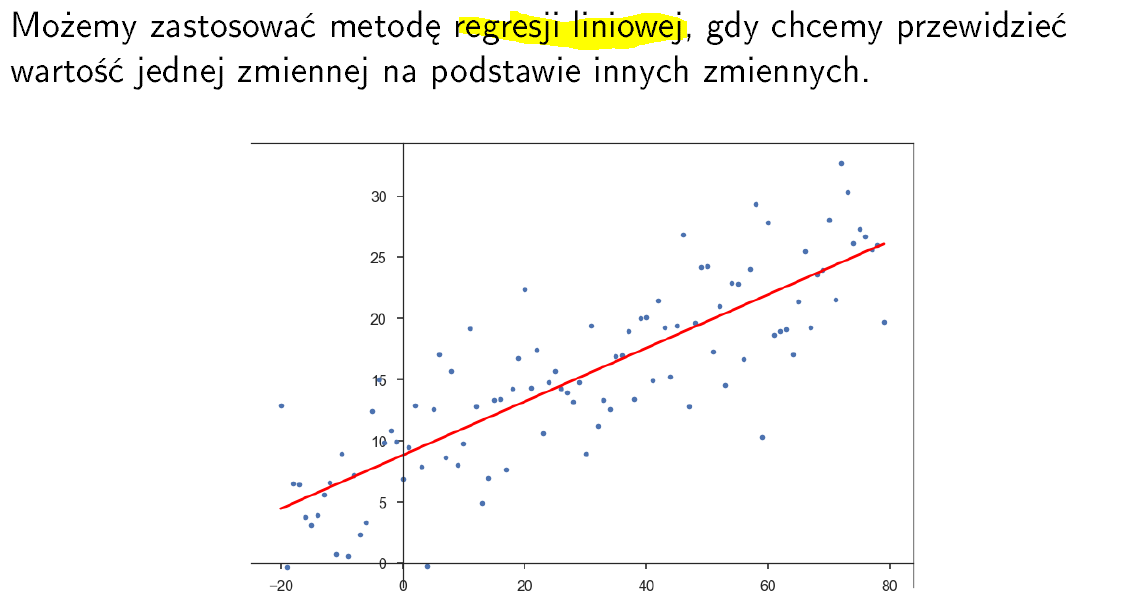 Możemy zastosować metodę regresji liniowej, gdy chcemy przewidzieć
wartość jednej zmiennej na podstawie innych zmiennych.
30
25
20
15
10
5
0
−20 0 20 40 60 80